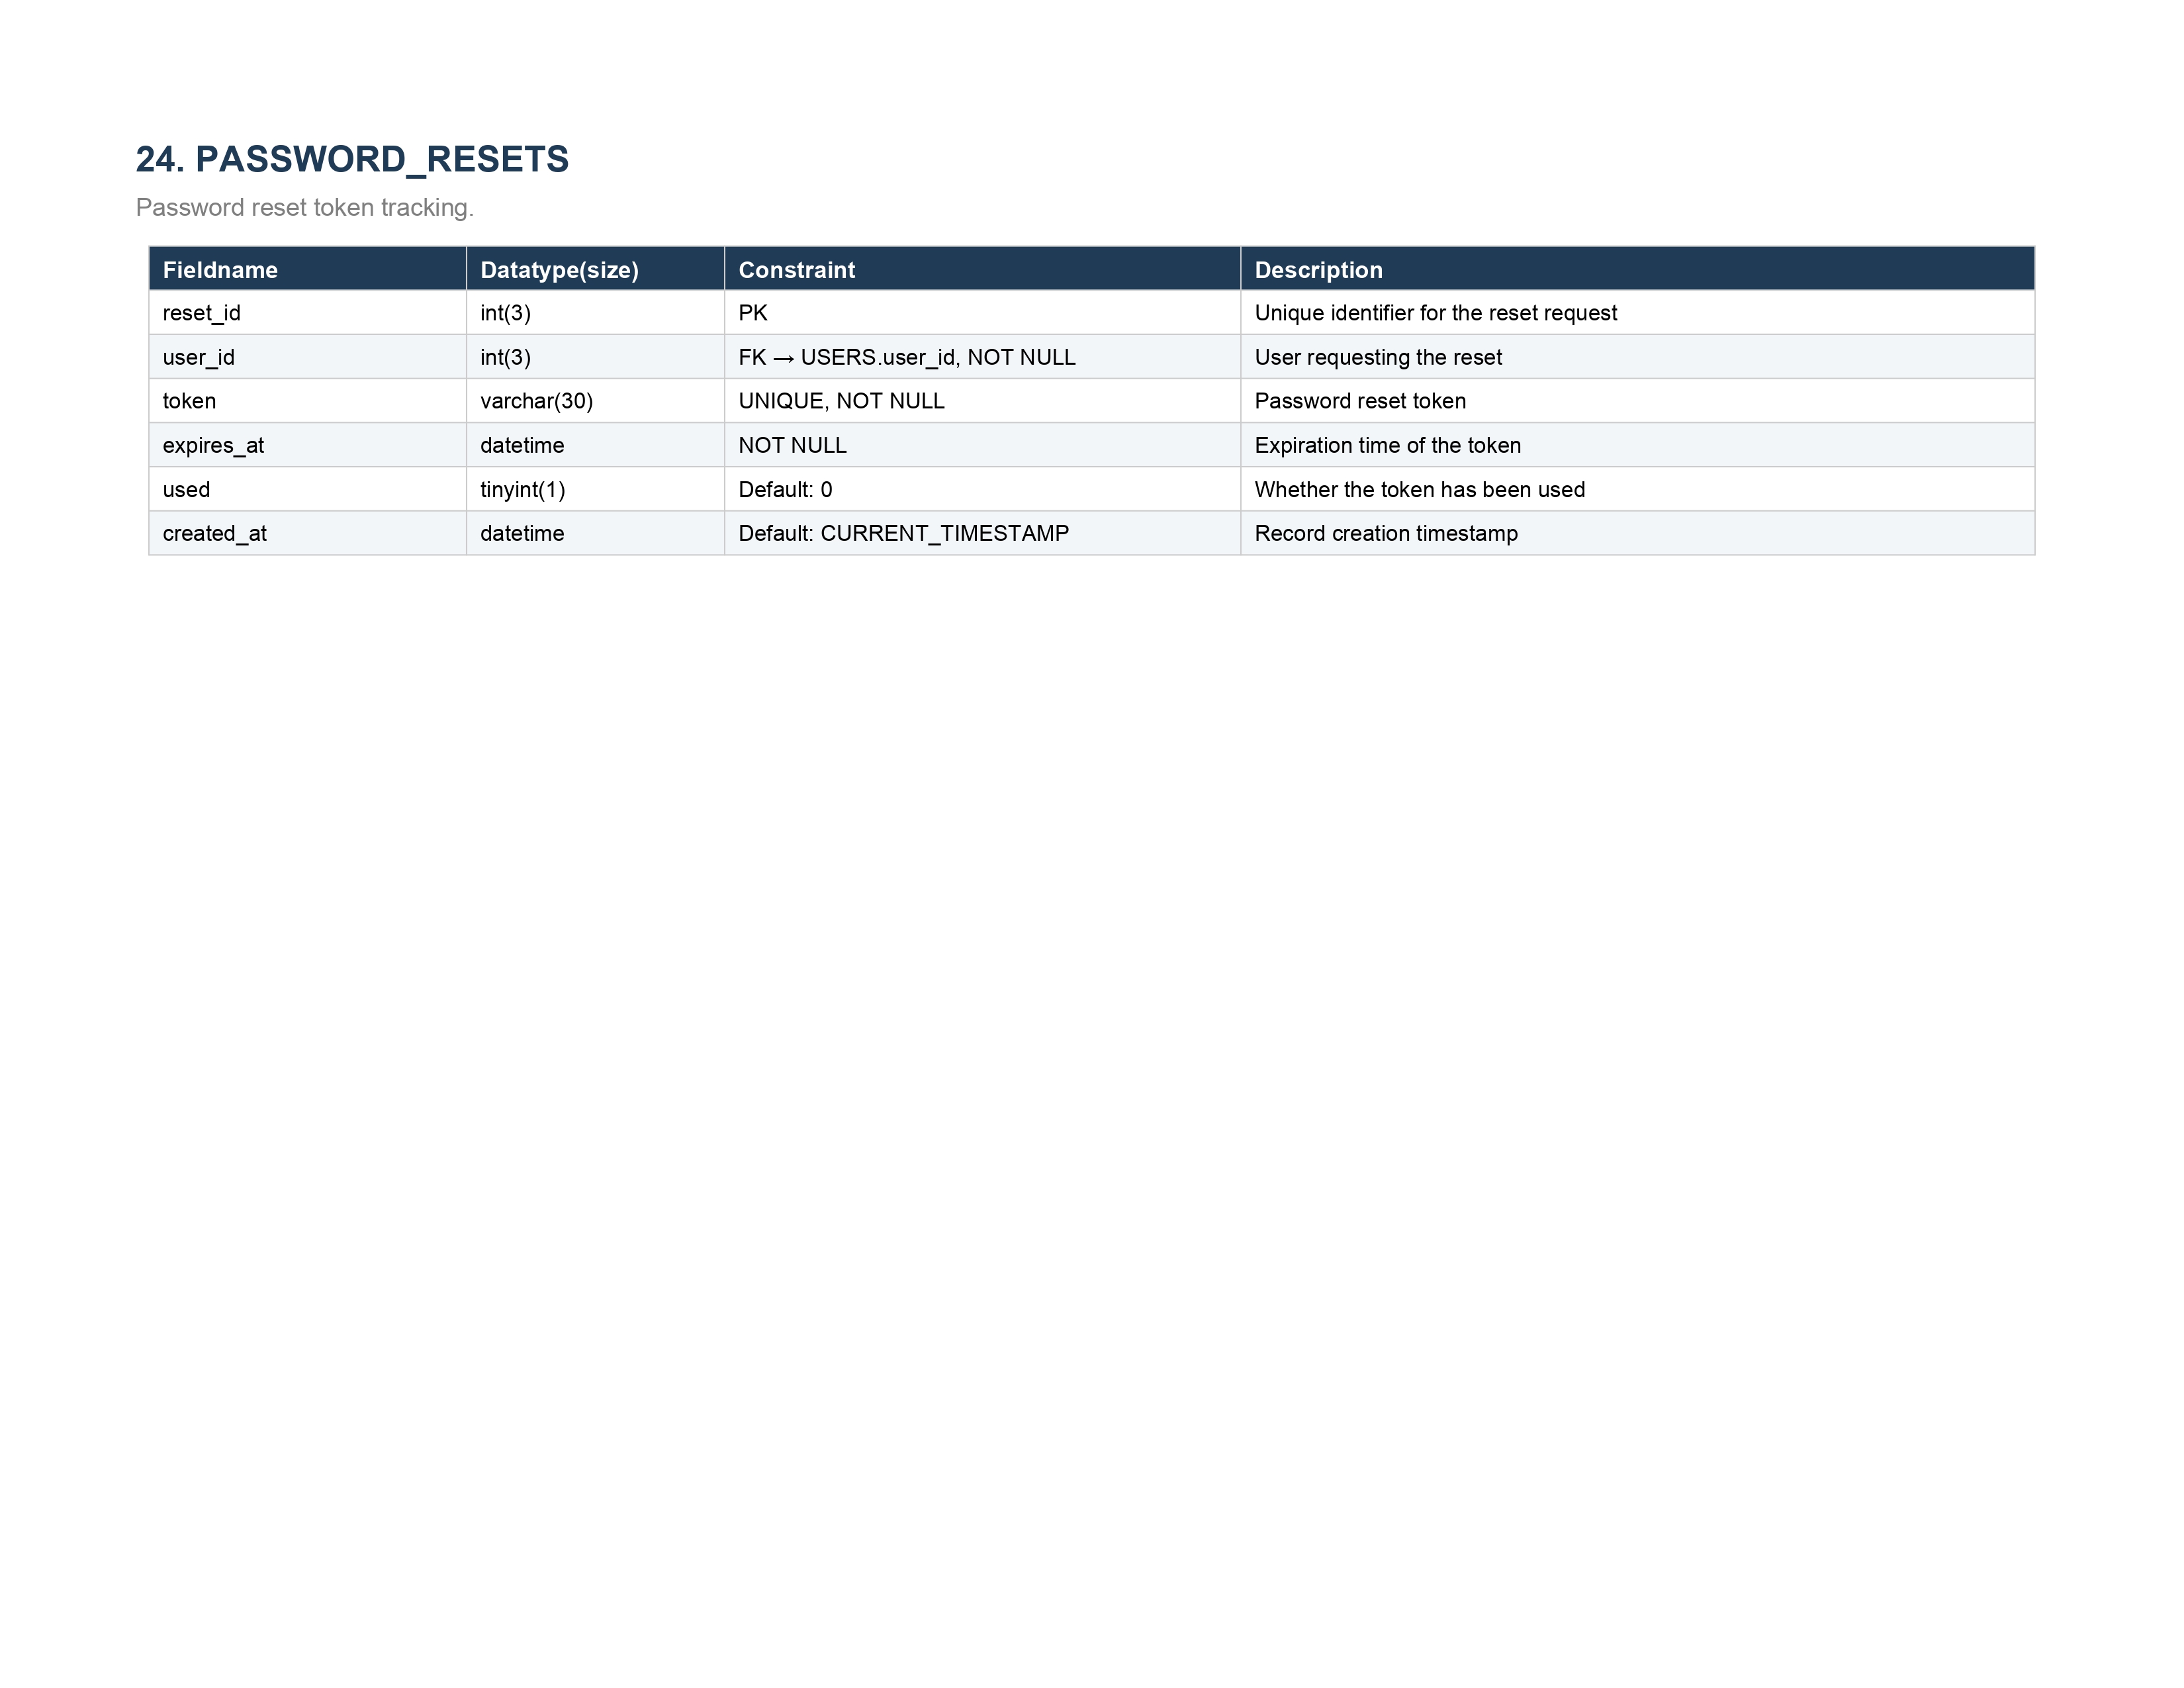 24. PASSWORD_RESETS
Password reset token tracking.
Fieldname Datatype(size) Constraint Description
reset_id int(3) PK Unique identifier for the reset request
user_id int(3) FK → USERS.user_id, NOT NULL User requesting the reset
token varchar(30) UNIQUE, NOT NULL Password reset token
expires_at datetime NOT NULL Expiration time of the token
used tinyint(1) Default: 0 Whether the token has been used
created_at datetime Default: CURRENT_TIMESTAMP Record creation timestamp